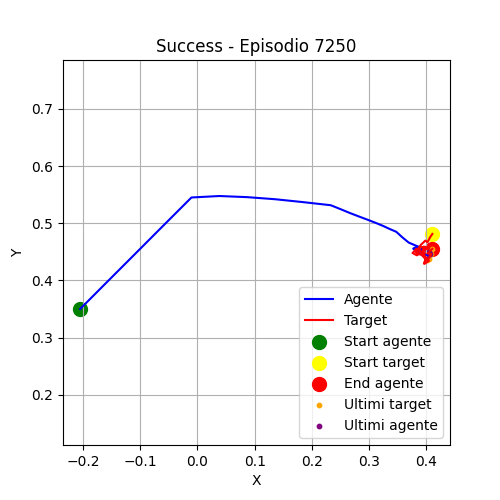 Success - Episodio 7250
Y
0.7
0.6
0.5
0.4
0.3
0.2
−0.2
−0.1
0.0
0.1
0.2
0.3
0.4
X
Agente
Target
Start agente
Start target
End agente
Ultimi target
Ultimi agente